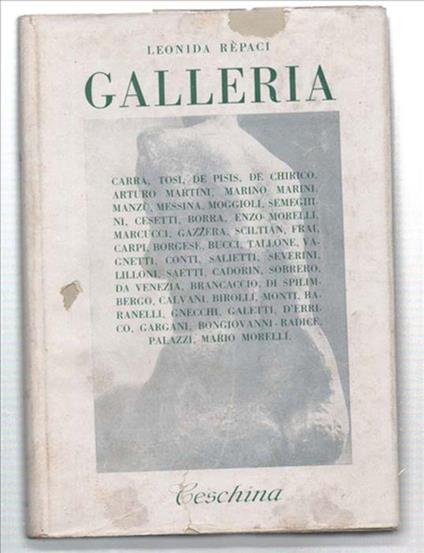 LEONIDA RÈPACI
GALLERIA
CARRÀ, TOSI, DE PISIS, DE CHIRICO,
ARTURO MARTINI, MARINO MARINI,
MANZÙ, MESSINA, MOGGIOLI, SEMEGHI-
NI, CESETTI, BORRA, ENZO MORELLI,
MARCUCCI, GAZZERA, SCILTIAN, FRAI,
CARPI, BORGESE, BUCCI, TALLONE, VA-
GNETTI, CONTI, SALIETTI, SEVERINI,
LILLONI, SAETTI, CADORIN, SOBRERO,
DA VENEZIA, BRANCACCIO, DI SPILIM-
BERGO, CALVANI, BIROLLI, MONTI, BA-
RANELLI, GNECCHI, GALETTI, D'ERRI-
CO, GARGANI, BONGIOVANNI-RADICE,
PALAZZI, MARIO MORELLI.
Ceschina